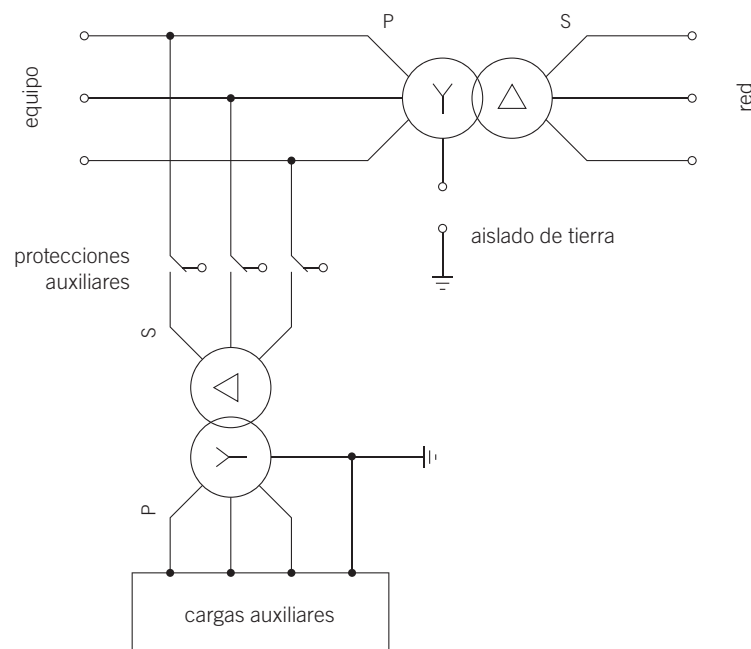 P
S
equipo
red
aislado de tierra
protecciones
auxiliares
S
P
cargas auxiliares